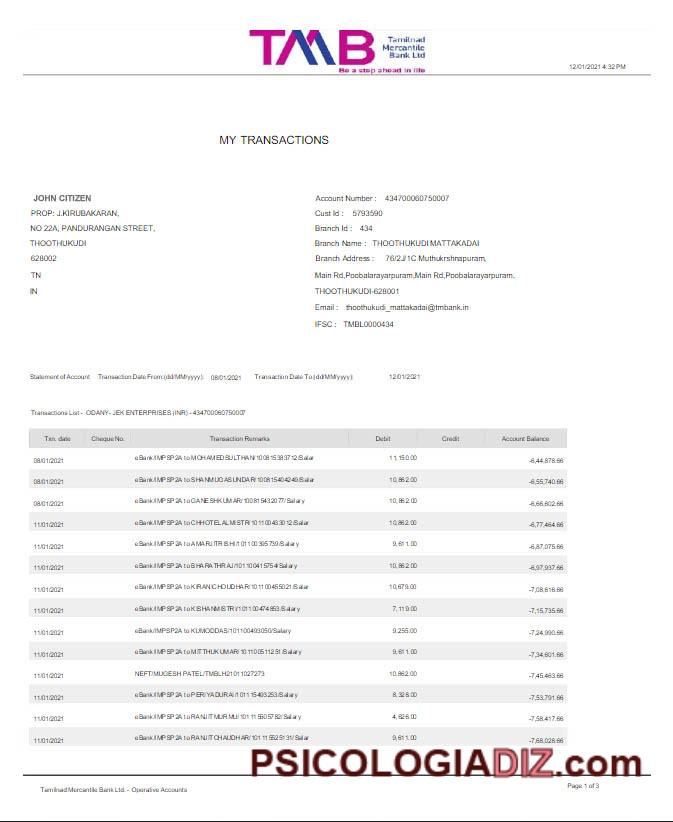 TMB Tamilnad
Mercantile
Bank Ltd
Be a step ahead in life
12/01/2021 4:32 PM
MY TRANSACTIONS
JOHN CITIZEN
PROP: J.KIRUBAKARAN,
NO 22A, PANDURANGAN STREET,
THOOTHUKUDI
628002
TN
IN
Account Number : 434700060750007
Cust Id : 5793590
Branch Id : 434
Branch Name : THOOTHUKUDI MATTAKADAI
Branch Address : 76/2J/1C Muthukrshnapuram,
Main Rd,Poobalarayarpuram,Main Rd,Poobalarayarpuram,
THOOTHUKUDI-628001
Email : thoothukudi_mattakadai@tmbank.in
IFSC : TMBL0000434
Statement of Account Transaction Date From:(dd/MM/yyyy): 08/01/2021 Transaction Date To:(dd/MM/yyyy): 12/01/2021
Transactions List - ODANY- JEK ENTERPRISES (INR) - 434700060750007
Txn. date Cheque No. Transaction Remarks Debit Credit Account Balance
08/01/2021 eBank/IMPSP2A to MOHAMEDSULTHAN/100815383712/Salar 11,150.00 -6,44,878.66
08/01/2021 eBank/IMPSP2A to SHANMUGASUNDAR/100815404249/Salar 10,862.00 -6,55,740.66
08/01/2021 eBank/IMPSP2A to GANESHKUMAR/100815432077/Salary 10,862.00 -6,66,602.66
11/01/2021 eBank/IMPSP2A to CHHOTELALMISTRI/101100433012/Salar 10,862.00 -6,77,464.66
11/01/2021 eBank/IMPSP2A to AMARJITRISHI/101100395739/Salary 9,611.00 -6,87,075.66
11/01/2021 eBank/IMPSP2A to BHARATHRAJ/101100415754/Salary 10,862.00 -6,97,937.66
11/01/2021 eBank/IMPSP2A to KIRANCHOUDHAR/101100455021/Salar 10,679.00 -7,08,616.66
11/01/2021 eBank/IMPSP2A to KISHANMISTRI/101100474853/Salary 7,119.00 -7,15,735.66
11/01/2021 eBank/IMPSP2A to KUMODDAS/101100493050/Salary 9,255.00 -7,24,990.66
11/01/2021 eBank/IMPSP2A to MITTHUKUMAR/101100511251/Salary 9,611.00 -7,34,601.66
11/01/2021 NEFT/MUGESH PATEL/TMBLH21011027273 10,862.00 -7,45,463.66
11/01/2021 eBank/IMPSP2A to PERIYADURAI/101115493253/Salary 8,328.00 -7,53,791.66
11/01/2021 eBank/IMPSP2A to RANJITMURMU/101115505782/Salary 4,626.00 -7,58,417.66
11/01/2021 eBank/IMPSP2A to RANJITCHAUDHAR/101115525131/Salary 9,611.00 -7,68,028.66
PSICOLOGIADIZ.com
Tamilnad Mercantile Bank Ltd. - Operative Accounts
Page 1 of 3